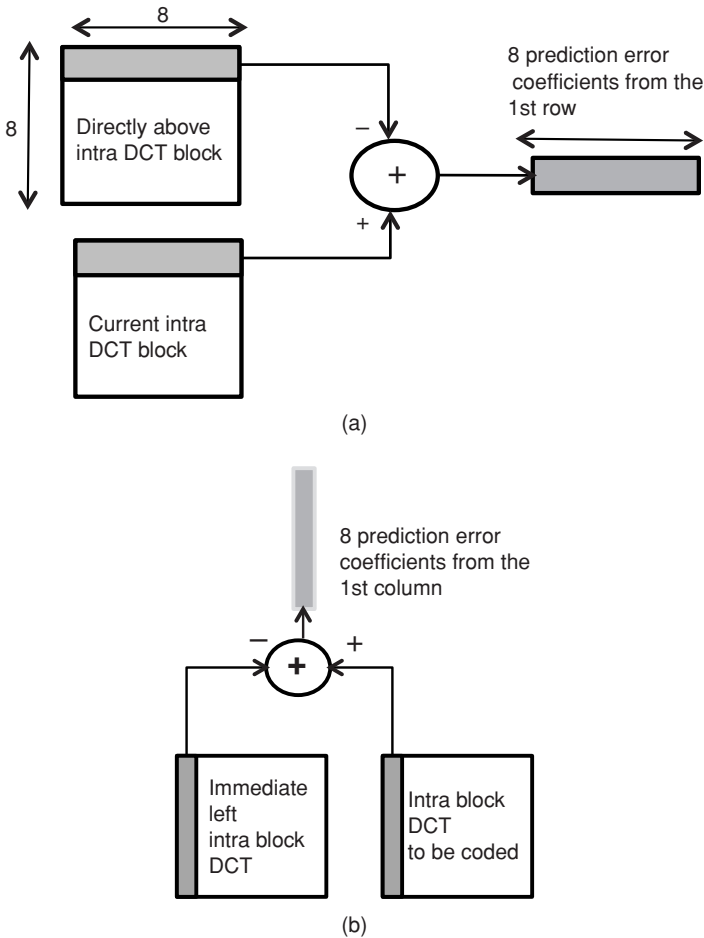 8
8
Directly above
intra DCT block
8 prediction error
coefficients from the
1st row
−
+
+
Current intra
DCT block
(a)
8 prediction error
coefficients from the
1st column
−
+
+
Immediate
left
intra block
DCT
Intra block
DCT
to be coded
(b)